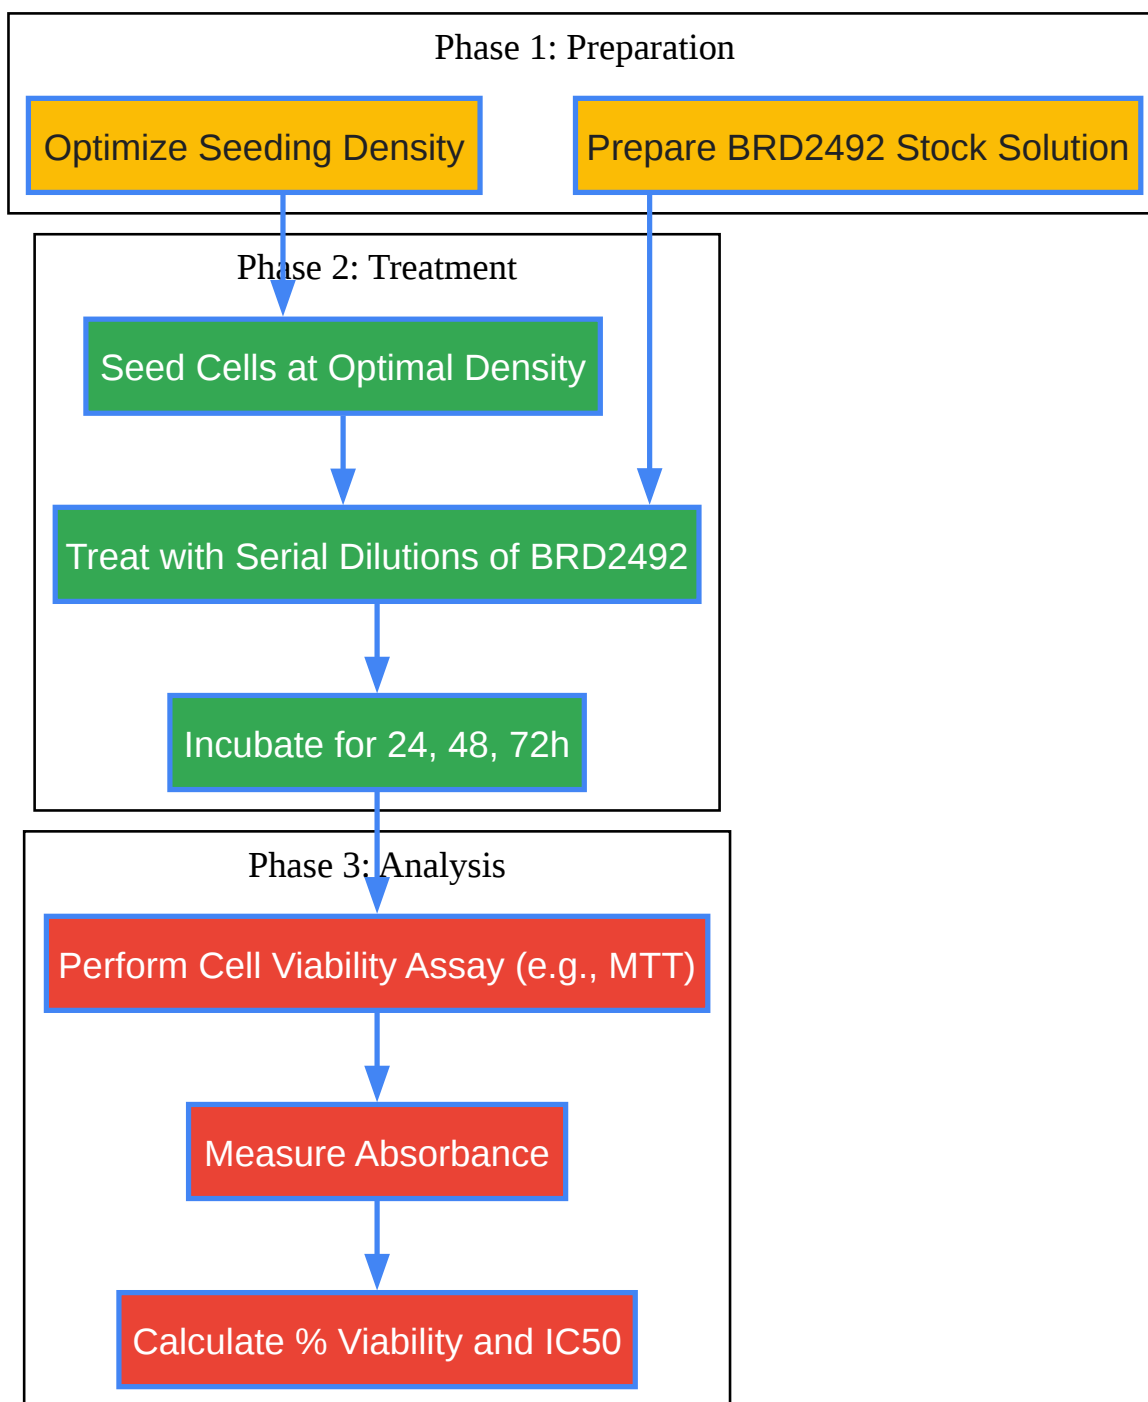 Phase 1: Preparation
Optimize Seeding Density
Prepare BRD2492 Stock Solution
Phase 2: Treatment
Seed Cells at Optimal Density
Treat with Serial Dilutions of BRD2492
Incubate for 24, 48, 72h
Phase 3: Analysis
Perform Cell Viability Assay (e.g., MTT)
Measure Absorbance
Calculate % Viability and IC50